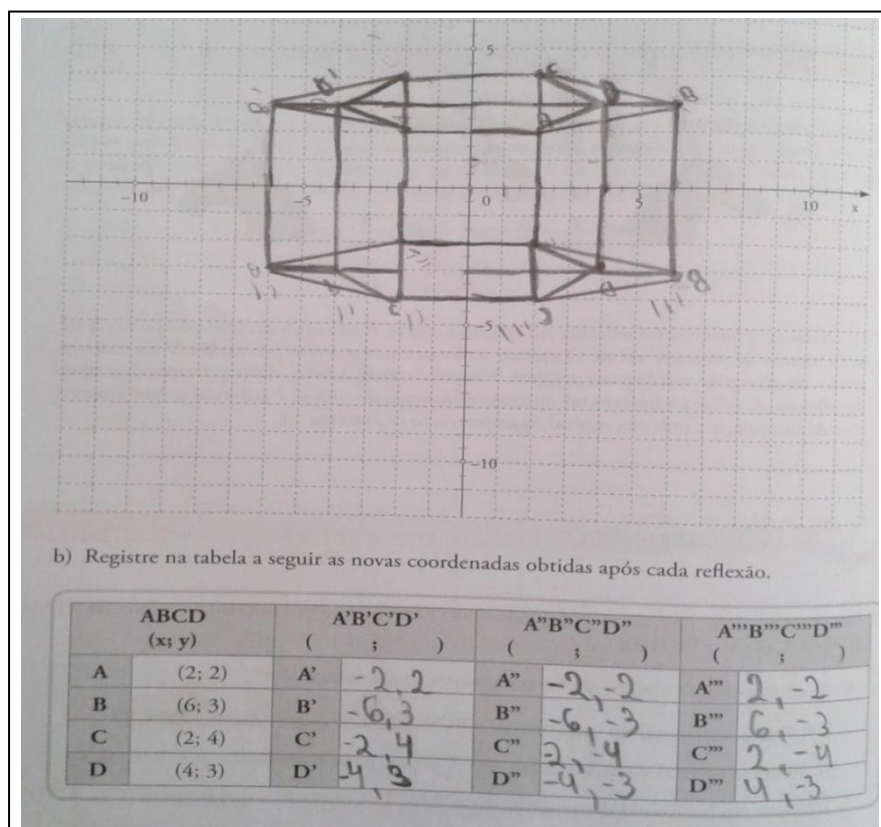 5
C
D'
B'
D
B
-10
-5
0
5
10
x
B
D
C
D
B
-5
-10
b) Registre na tabela a seguir as novas coordenadas obtidas após cada reflexão.
ABCD A'B'C'D' A"B"C"D" A'''B'''C'''D'''
(x; y) ( ; ) ( ; ) ( ; )
A (2; 2) A' -2,2 A" -2,-2 A''' 2,-2
B (6; 3) B' -6,3 B" -6,-3 B''' 6,-3
C (2; 4) C' -2,4 C" 2,-4 C''' 2,-4
D (4; 3) D' -4,3 D" -4,-3 D''' 4,-3